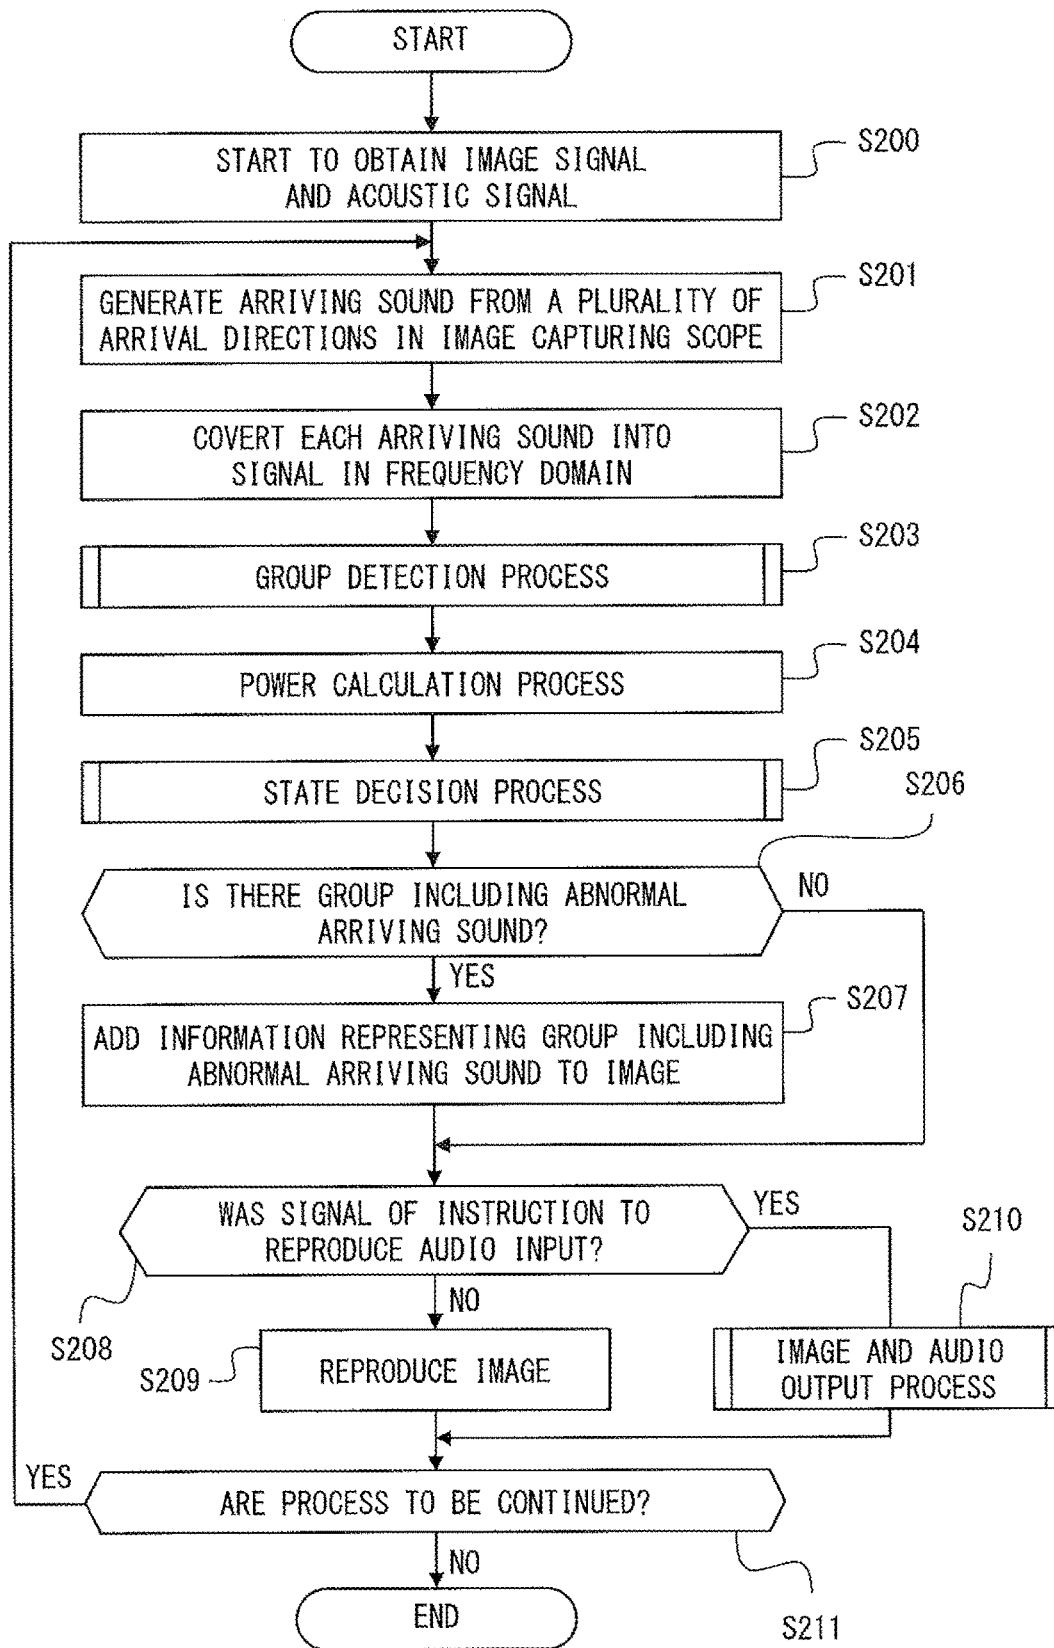 START
START TO OBTAIN IMAGE SIGNAL
AND ACOUSTIC SIGNAL
S200
GENERATE ARRIVING SOUND FROM A PLURALITY OF
ARRIVAL DIRECTIONS IN IMAGE CAPTURING SCOPE
S201
COVERT EACH ARRIVING SOUND INTO
SIGNAL IN FREQUENCY DOMAIN
S202
GROUP DETECTION PROCESS
S203
POWER CALCULATION PROCESS
S204
STATE DECISION PROCESS
S205
S206
IS THERE GROUP INCLUDING ABNORMAL
ARRIVING SOUND?
NO
YES
ADD INFORMATION REPRESENTING GROUP INCLUDING
ABNORMAL ARRIVING SOUND TO IMAGE
S207
WAS SIGNAL OF INSTRUCTION TO
REPRODUCE AUDIO INPUT?
YES
S210
NO
S208
S209
REPRODUCE IMAGE
IMAGE AND AUDIO
OUTPUT PROCESS
YES
ARE PROCESS TO BE CONTINUED?
NO
END
S211